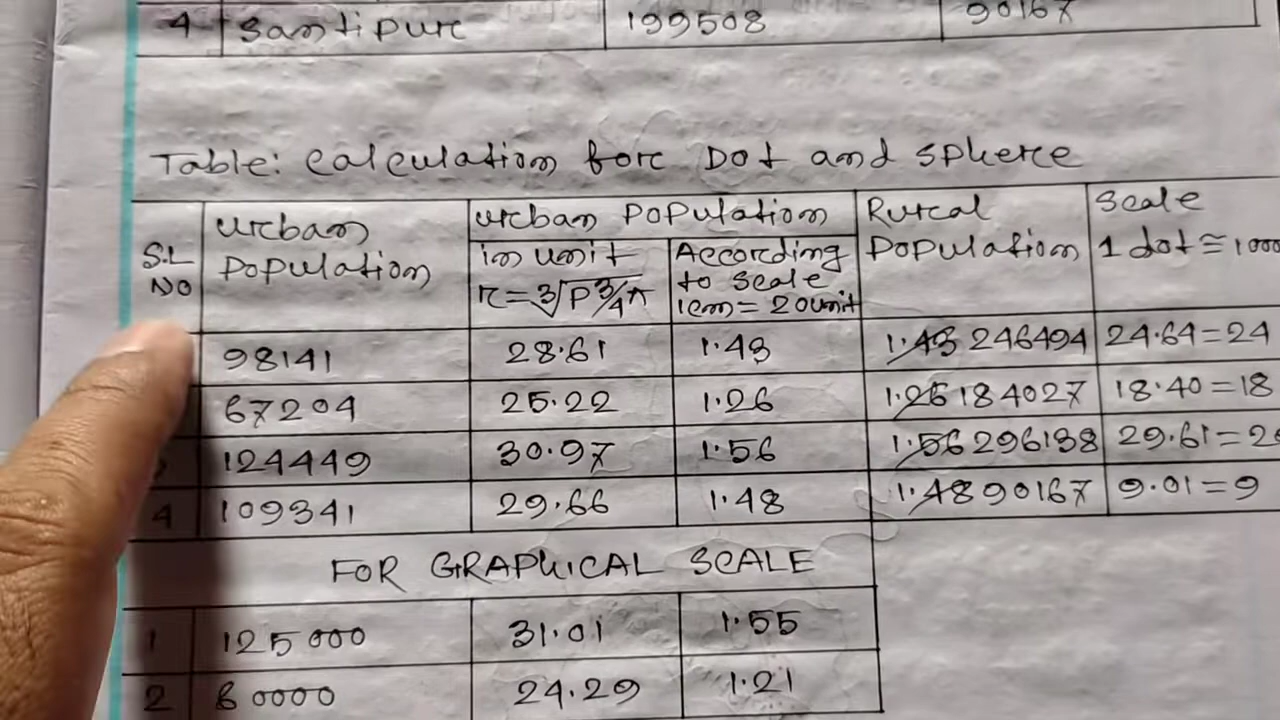 4 Santipur 199508 90167
Table: Calculation for Dot and Sphere
S.L NO Urban Population Urban Population Rural Population Scale 1 dot ≅ 1000
in unit r=∛P3/4π According to Scale 1cm = 20unit
98141 28.61 1.43 1.43 246494 24.64=24
67204 25.22 1.26 1.26 184027 18.40=18
3 124449 30.97 1.56 1.56 296138 29.61=2
4 109341 29.66 1.48 1.48 90167 9.01=9
FOR GRAPHICAL SCALE
1 125000 31.01 1.55
2 60000 24.29 1.21